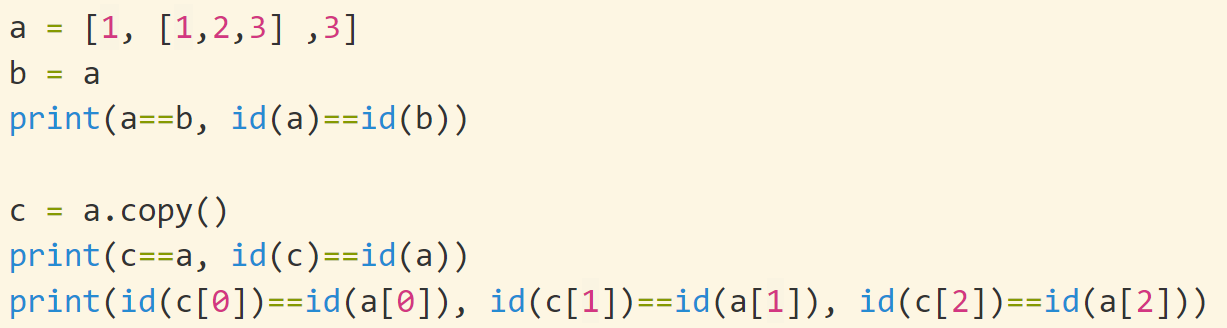 a = [1, [1,2,3] ,3]
b = a
print(a==b, id(a)==id(b))
c = a.copy()
print(c==a, id(c)==id(a))
print(id(c[0])==id(a[0]), id(c[1])==id(a[1]), id(c[2])==id(a[2]))